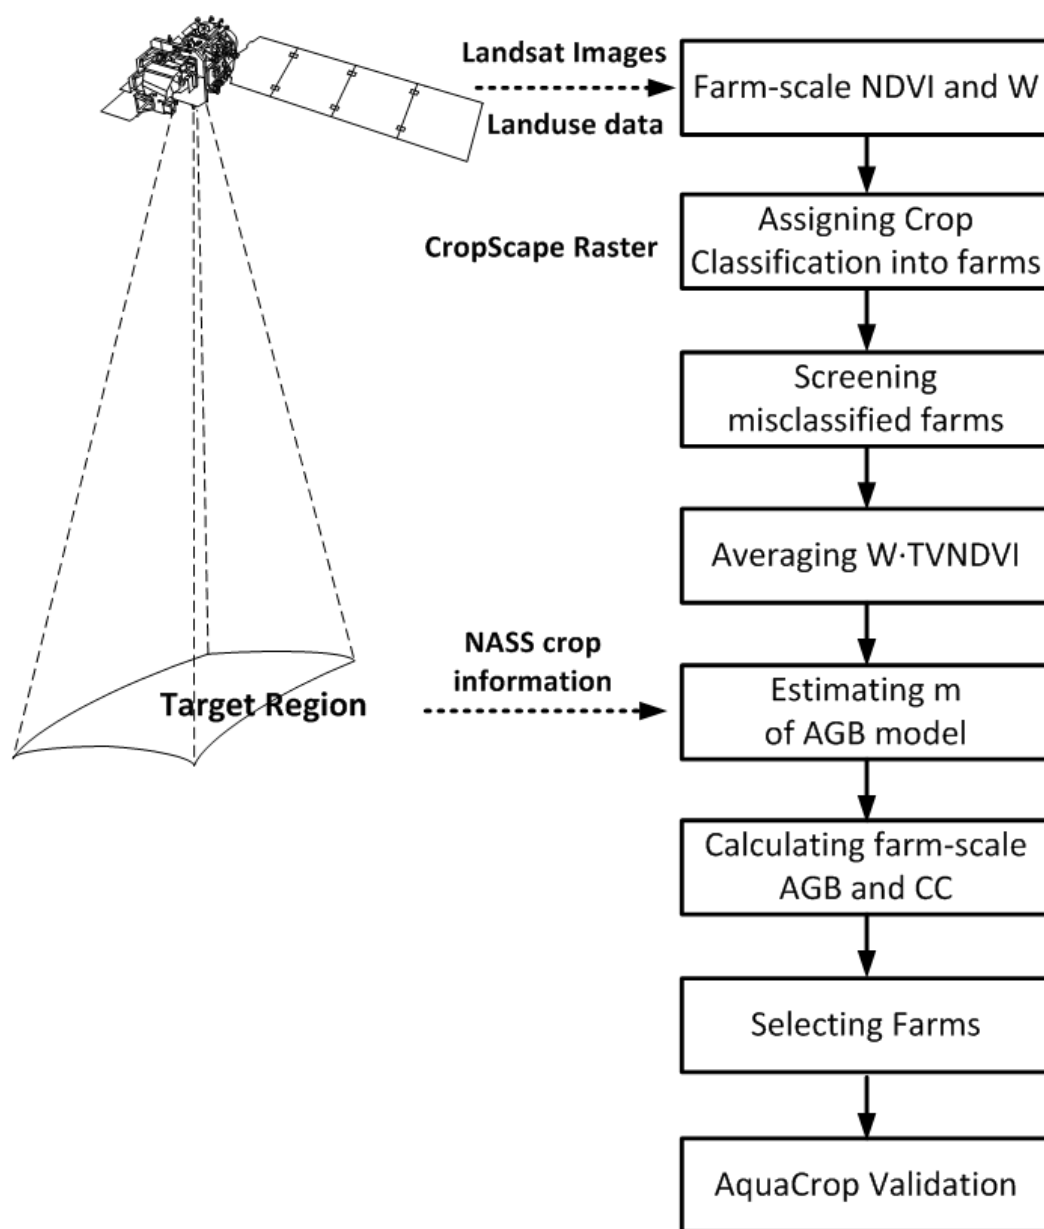 Landsat Images
Landuse data
Farm-scale NDVI and W
CropScape Raster
Assigning Crop
Classification into farms
Screening
misclassified farms
Averaging W·TVNDVI
Target Region
NASS crop
information
Estimating m
of AGB model
Calculating farm-scale
AGB and CC
Selecting Farms
AquaCrop Validation